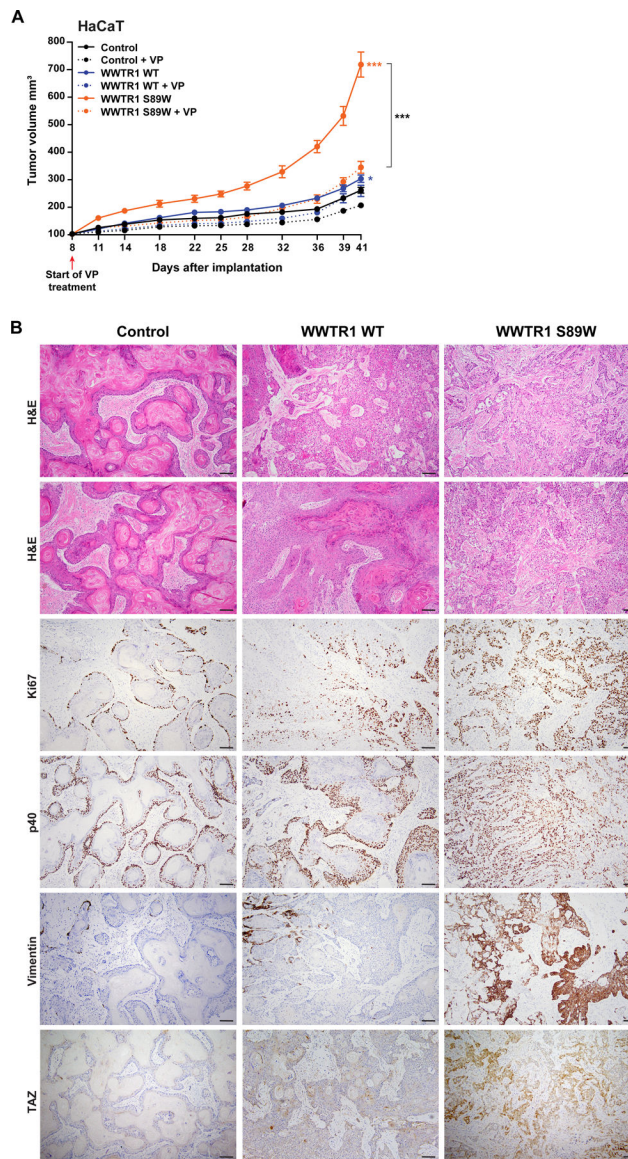 A
HaCaT
Tumor volume mm³
800
700
600
500
400
300
200
100
Control
Control + VP
WWTR1 WT
WWTR1 WT + VP
WWTR1 S89W
WWTR1 S89W + VP
***
***
*
8 11 14 18 22 25 28 32 36 39 41
Days after implantation
Start of VP
treatment
B
Control WWTR1 WT WWTR1 S89W
H&E
H&E
Ki67
p40
Vimentin
TAZ